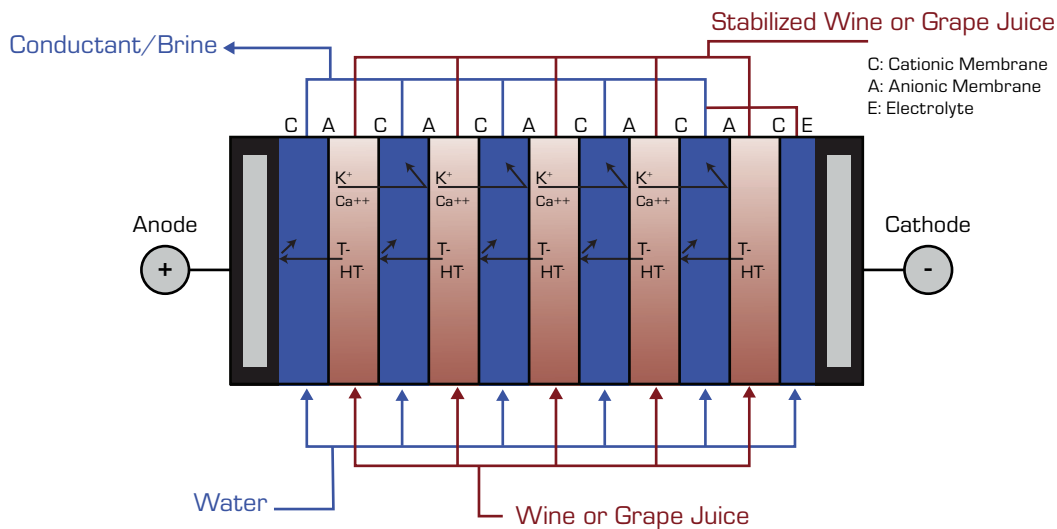 Stabilized Wine or Grape Juice
Conductant/Brine
C: Cationic Membrane
A: Anionic Membrane
E: Electrolyte
C A C A C A C A C A C E
K+ K+ K+ K+
Ca++ Ca++ Ca++ Ca++
Anode
Cathode
T- T- T- T- T-
HT- HT- HT- HT- HT-
+
-
Water
Wine or Grape Juice